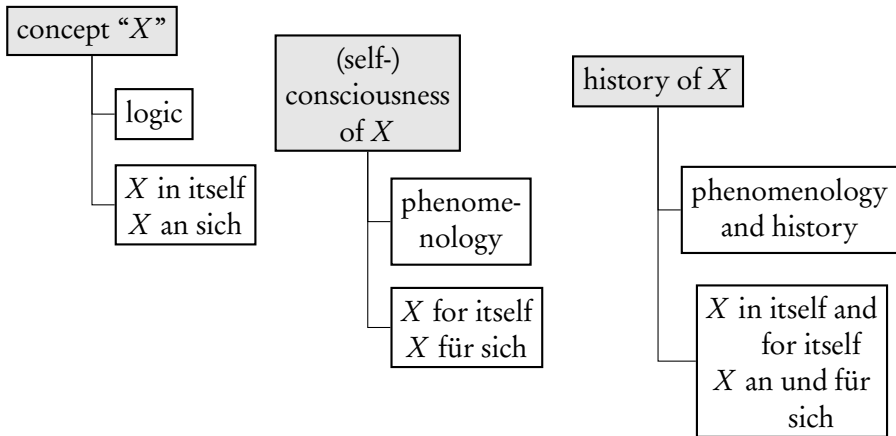 concept “X”
logic
X in itself
X an sich
(self-)
consciousness
of X
phenome-
nology
X for itself
X für sich
history of X
phenomenology
and history
X in itself and
for itself
X an und für
sich